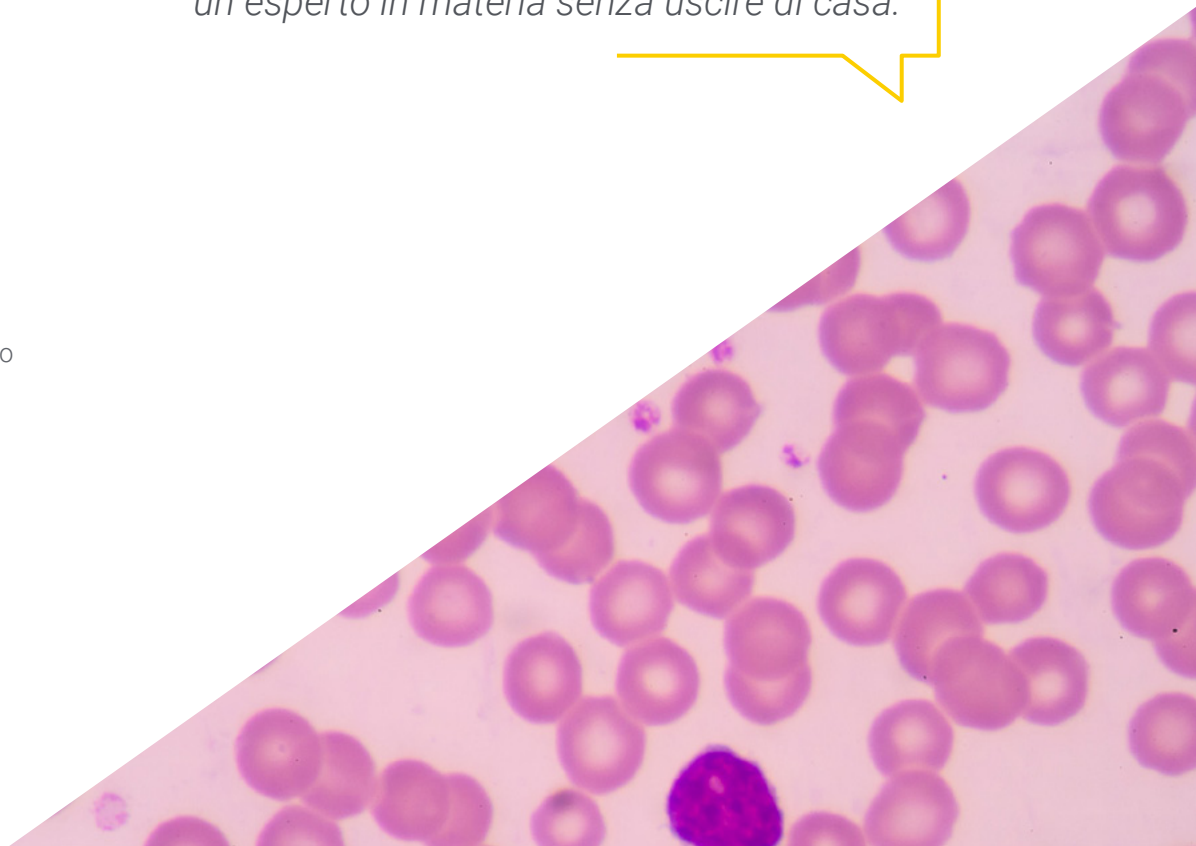 un esperto in materia senza uscire di casa.
o